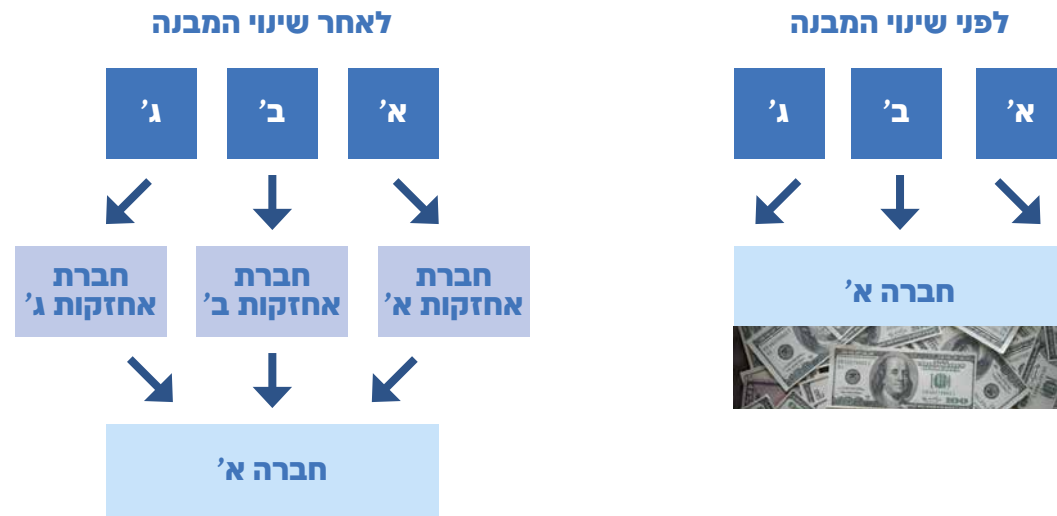 לפני שינוי המבנה
א'
ב'
ג'
חברה א'
לאחר שינוי המבנה
א'
ב'
ג'
חברת
אחזקות א'
חברת
אחזקות ב'
חברת
אחזקות ג'
חברה א'